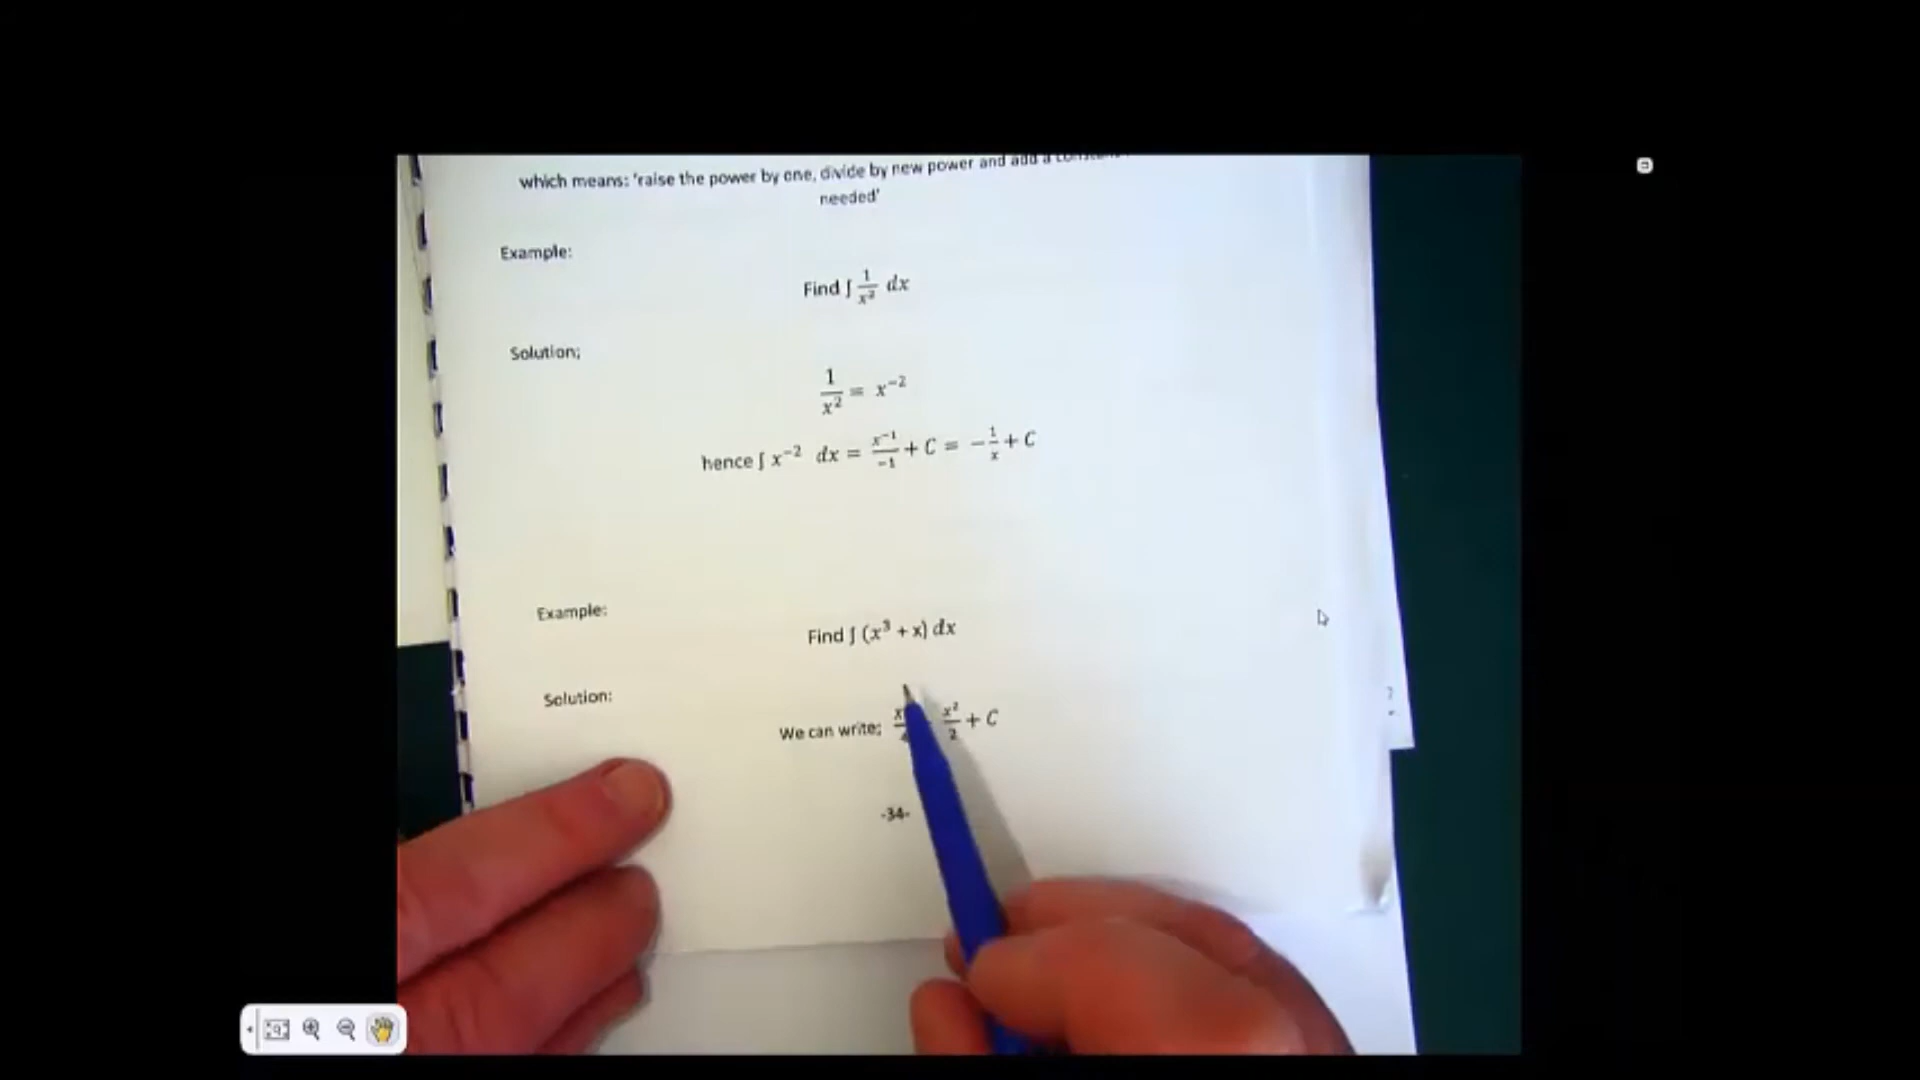 which means: 'raise the power by one, divide by new power and add a
needed'
Example:
Find ∫ 1/x² dx
Solution;
1/x² = x⁻²
hence ∫ x⁻² dx = x⁻¹/−1 + C = −1/x + C
Example:
Find ∫ (x³ + x) dx
Solution:
We can write; x x²/2 + C
-34-